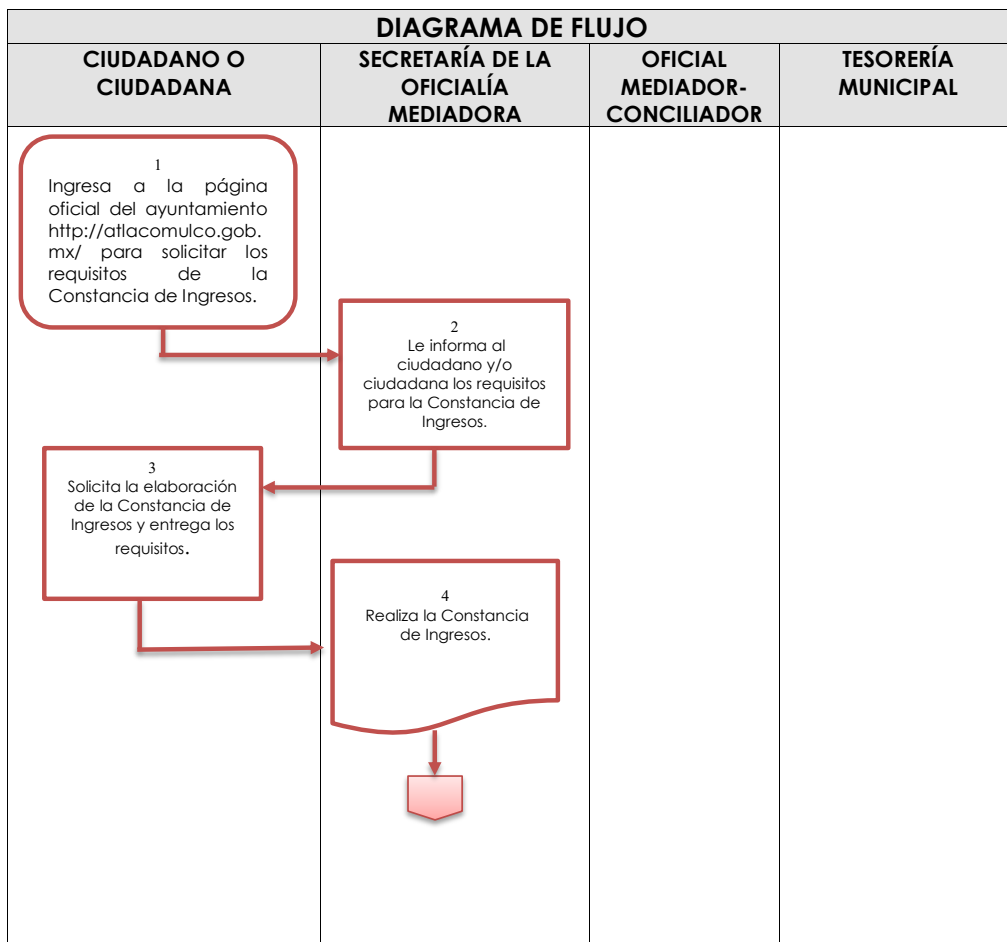 DIAGRAMA DE FLUJO
CIUDADANO O
CIUDADANA
SECRETARÍA DE LA
OFICIALÍA
MEDIADORA
OFICIAL
MEDIADOR-
CONCILIADOR
TESORERÍA
MUNICIPAL
1
Ingresa a la página
oficial del ayuntamiento
http://atlacomulco.gob.
mx/ para solicitar los
requisitos de la
Constancia de Ingresos.
2
Le informa al
ciudadano y/o
ciudadana los requisitos
para la Constancia de
Ingresos.
3
Solicita la elaboración
de la Constancia de
Ingresos y entrega los
requisitos.
4
Realiza la Constancia
de Ingresos.